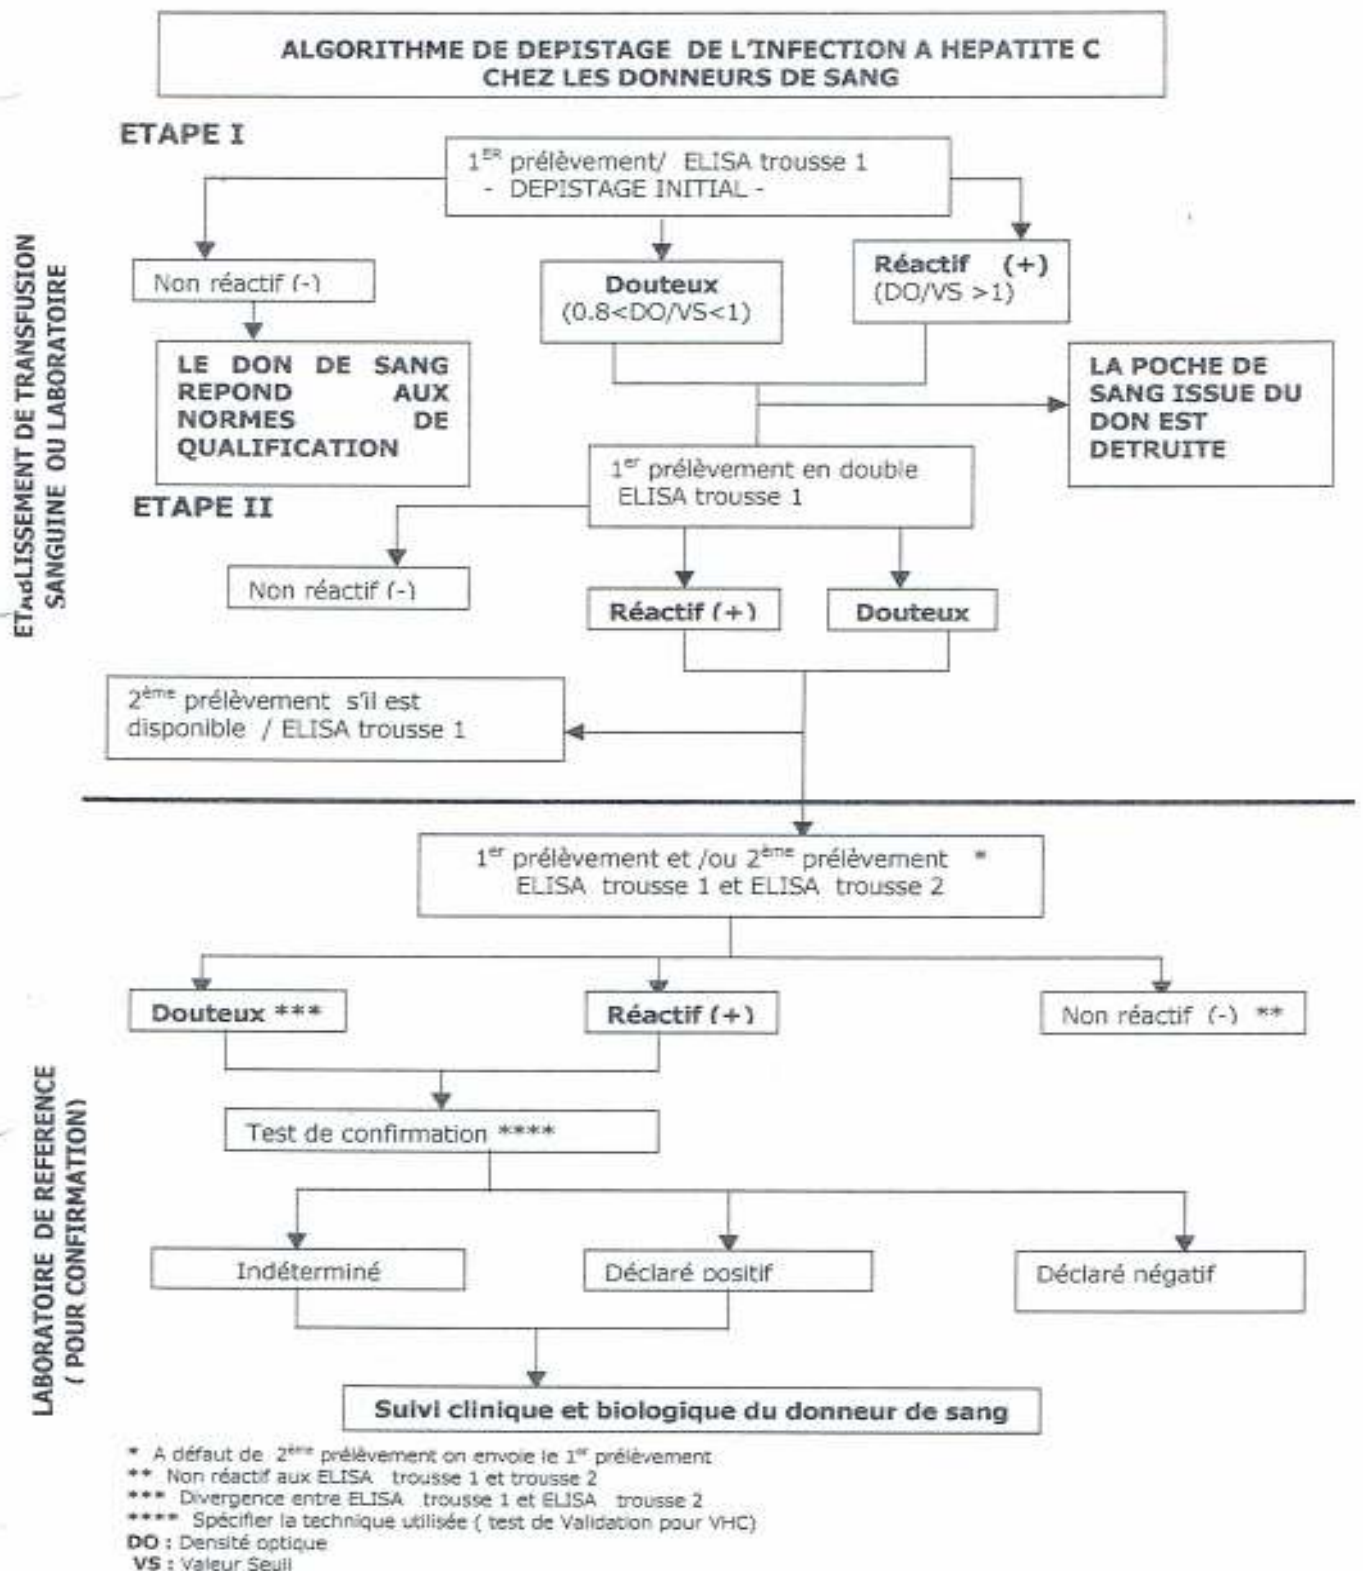 ALGORITHME DE DEPISTAGE DE L'INFECTION A HEPATITE C
CHEZ LES DONNEURS DE SANG
ETAPE I
1ER prélèvement/ ELISA trousse 1
- DEPISTAGE INITIAL -
Non réactif (-)
Douteux
(0.8<DO/VS<1)
Réactif (+)
(DO/VS >1)
LE DON DE SANG
REPOND AUX
NORMES DE
QUALIFICATION
LA POCHE DE
SANG ISSUE DU
DON EST
DETRUITE
1er prélèvement en double
ELISA trousse 1
ETAPE II
Non réactif (-)
Réactif (+)
Douteux
2ème prélèvement s'il est
disponible / ELISA trousse 1
ETABLISSEMENT DE TRANSFUSION
SANGUINE OU LABORATOIRE
1er prélèvement et /ou 2ème prélèvement *
ELISA trousse 1 et ELISA trousse 2
Douteux ***
Réactif (+)
Non réactif (-) **
Test de confirmation ****
Indéterminé
Déclaré positif
Déclaré négatif
Suivi clinique et biologique du donneur de sang
LABORATOIRE DE REFERENCE
( POUR CONFIRMATION)
* A défaut de 2ème prélèvement on envoie le 1er prélèvement
** Non réactif aux ELISA trousse 1 et trousse 2
*** Divergence entre ELISA trousse 1 et ELISA trousse 2
**** Spécifier la technique utilisée ( test de Validation pour VHC)
DO : Densité optique
VS : Valeur Seuil